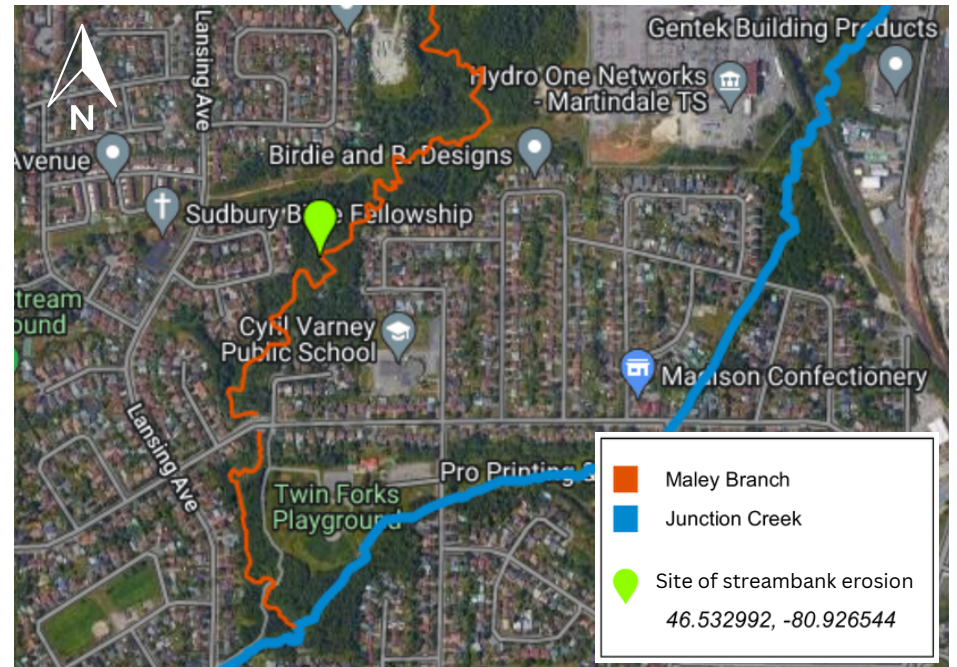 Gentek Building Products
Lansing Ave
Hydro One Networks
- Martindale TS
N
Birdie and B. Designs
Avenue
Sudbury Bible Fellowship
tream
ound
Cyril Varney
Public School
Madison Confectionery
Lansing Ave
Pro Printing &
Twin Forks
Playground
Maley Branch
Junction Creek
Site of streambank erosion
46.532992, -80.926544